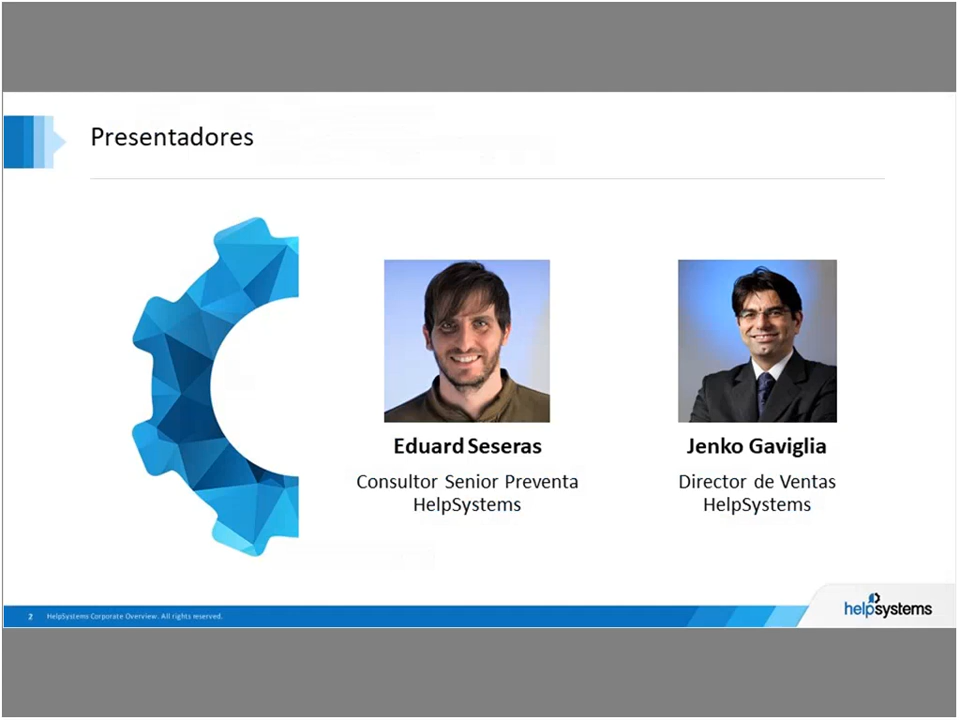 Presentadores
Eduard Seseras
Consultor Senior Preventa
HelpSystems
Jenko Gaviglia
Director de Ventas
HelpSystems
2 HelpSystems Corporate Overview. All rights reserved.
helpsystems